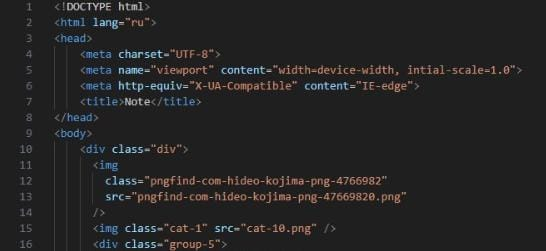 1 <!DOCTYPE html>
2 <html lang="ru">
3 <head>
4 <meta charset="UTF-8">
5 <meta name="viewport" content="width=device-width, intial-scale=1.0">
6 <meta http-equiv="X-UA-Compatible" content="IE-edge">
7 <title>Note</title>
8 </head>
9 <body>
10 <div class="div">
11 <img
12 class="pngfind-com-hideo-kojima-png-4766982"
13 src="pngfind-com-hideo-kojima-png-47669820.png"
14 />
15 <img class="cat-1" src="cat-10.png" />
16 <div class="group-5">